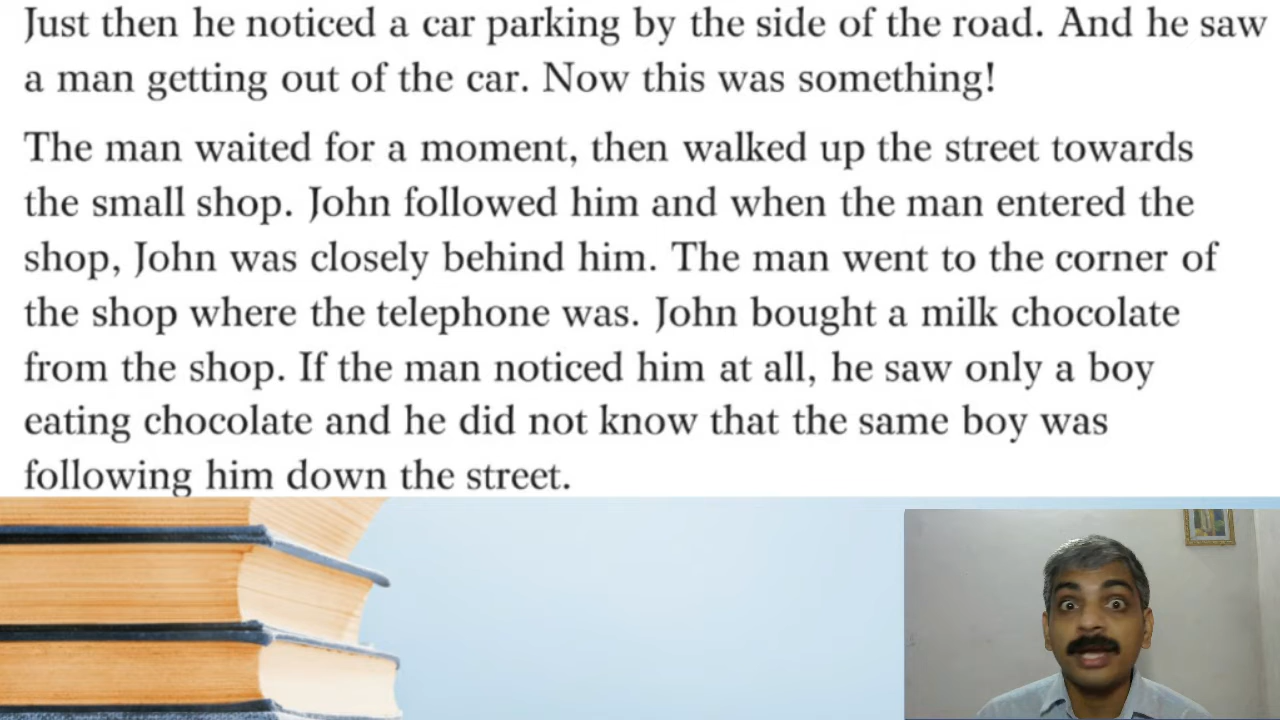 Just then he noticed a car parking by the side of the road. And he saw
a man getting out of the car. Now this was something!
The man waited for a moment, then walked up the street towards
the small shop. John followed him and when the man entered the
shop, John was closely behind him. The man went to the corner of
the shop where the telephone was. John bought a milk chocolate
from the shop. If the man noticed him at all, he saw only a boy
eating chocolate and he did not know that the same boy was
following him down the street.